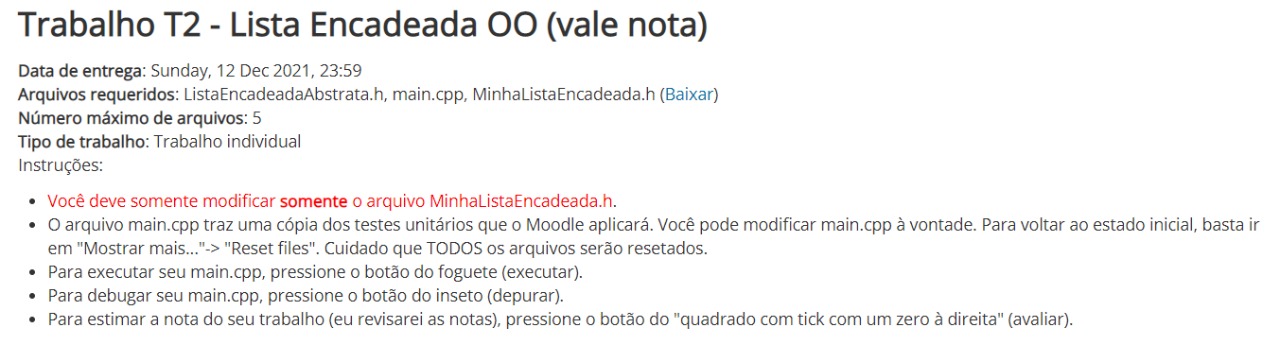 Trabalho T2 - Lista Encadeada OO (vale nota)
Data de entrega: Sunday, 12 Dec 2021, 23:59
Arquivos requeridos: ListaEncadeadaAbstrata.h, main.cpp, MinhaListaEncadeada.h (Baixar)
Número máximo de arquivos: 5
Tipo de trabalho: Trabalho individual
Instruções:
• Você deve somente modificar somente o arquivo MinhaListaEncadeada.h.
• O arquivo main.cpp traz uma cópia dos testes unitários que o Moodle aplicará. Você pode modificar main.cpp à vontade. Para voltar ao estado inicial, basta ir
em "Mostrar mais..."-> "Reset files". Cuidado que TODOS os arquivos serão resetados.
• Para executar seu main.cpp, pressione o botão do foguete (executar).
• Para debugar seu main.cpp, pressione o botão do inseto (depurar).
• Para estimar a nota do seu trabalho (eu revisarei as notas), pressione o botão do "quadrado com tick com um zero à direita" (avaliar).